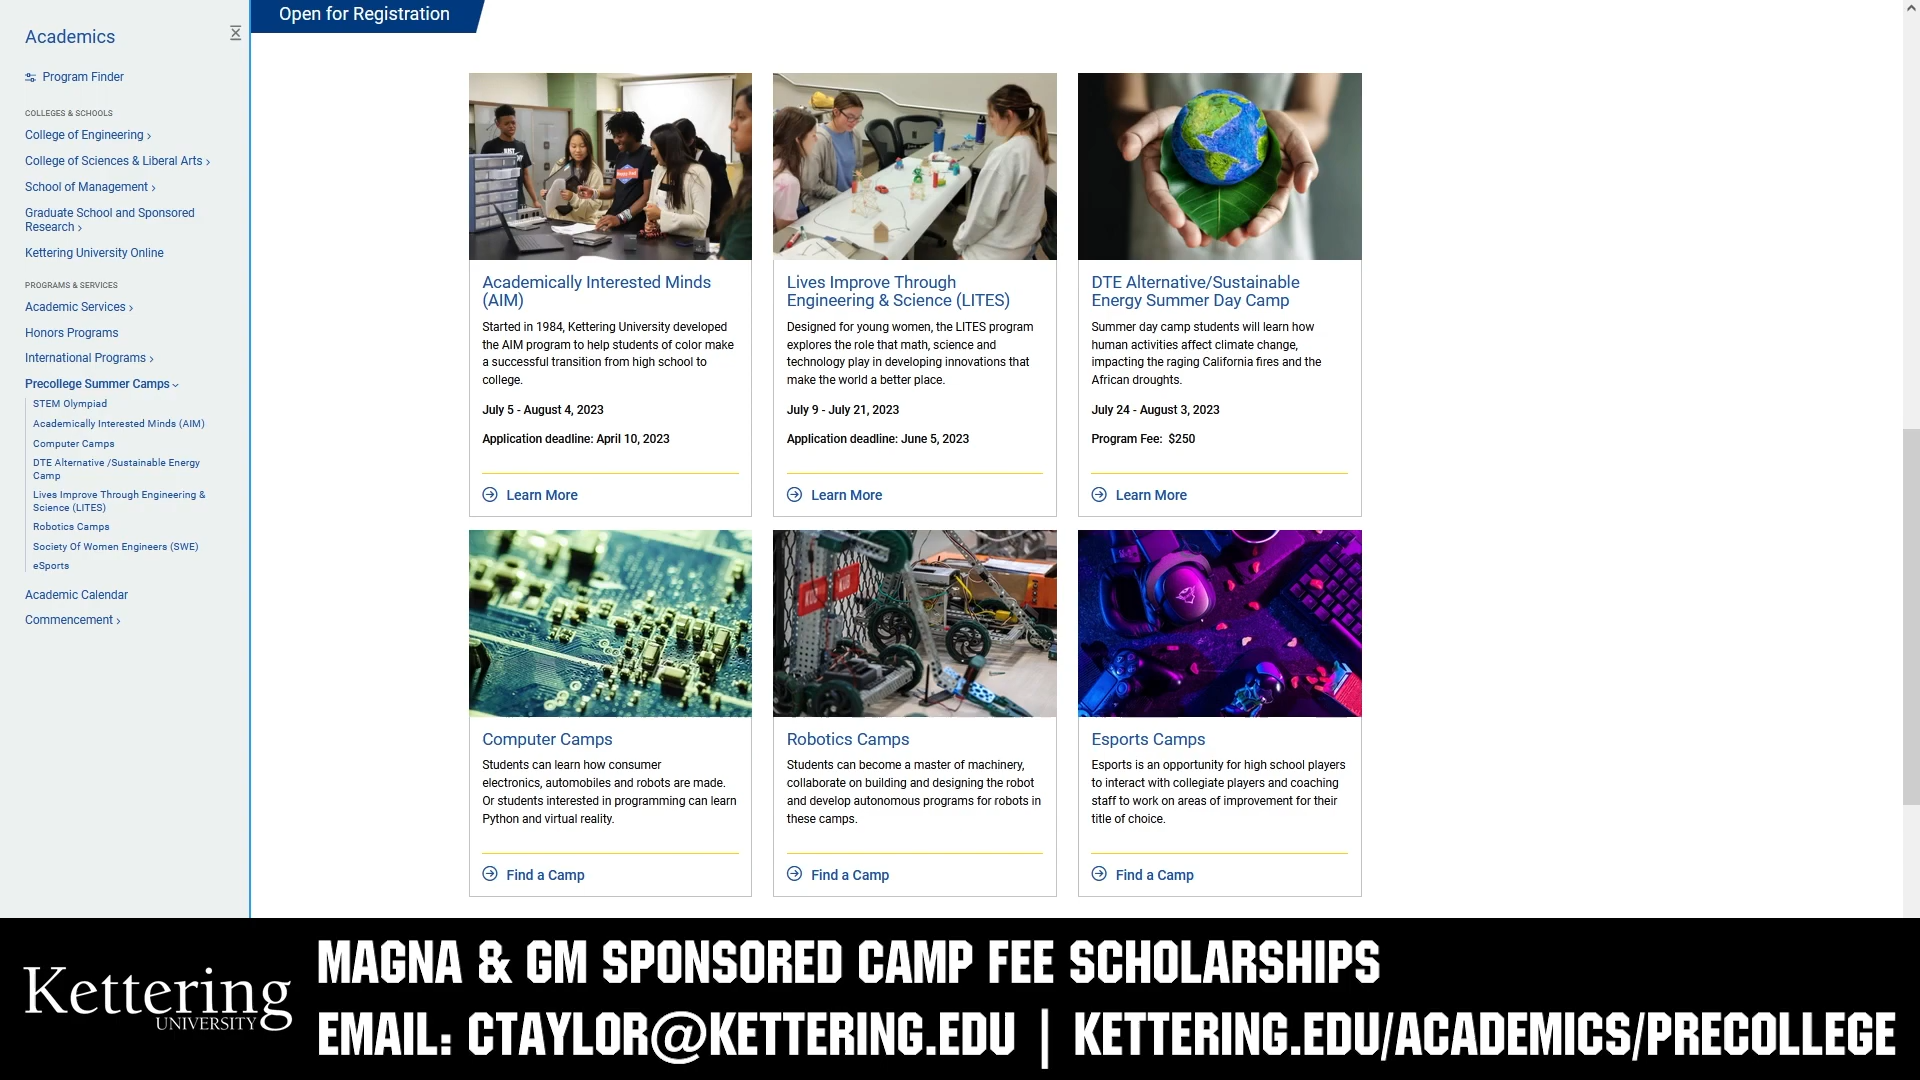 Open for Registration
Academics
Program Finder
COLLEGES & SCHOOLS
College of Engineering
College of Sciences & Liberal Arts
School of Management
Graduate School and Sponsored
Research
Kettering University Online
PROGRAMS & SERVICES
Academic Services
Honors Programs
International Programs
Precollege Summer Camps
STEM Olympiad
Academically Interested Minds (AIM)
Computer Camps
DTE Alternative /Sustainable Energy
Camp
Lives Improve Through Engineering &
Science (LITES)
Robotics Camps
Society Of Women Engineers (SWE)
eSports
Academic Calendar
Commencement
Academically Interested Minds
(AIM)
Started in 1984, Kettering University developed
the AIM program to help students of color make
a successful transition from high school to
college.
July 5 - August 4, 2023
Application deadline: April 10, 2023
Learn More
Lives Improve Through
Engineering & Science (LITES)
Designed for young women, the LITES program
explores the role that math, science and
technology play in developing innovations that
make the world a better place.
July 9 - July 21, 2023
Application deadline: June 5, 2023
Learn More
DTE Alternative/Sustainable
Energy Summer Day Camp
Summer day camp students will learn how
human activities affect climate change,
impacting the raging California fires and the
African droughts.
July 24 - August 3, 2023
Program Fee: $250
Learn More
Computer Camps
Students can learn how consumer
electronics, automobiles and robots are made.
Or students interested in programming can learn
Python and virtual reality.
Find a Camp
Robotics Camps
Students can become a master of machinery,
collaborate on building and designing the robot
and develop autonomous programs for robots in
these camps.
Find a Camp
Esports Camps
Esports is an opportunity for high school players
to interact with collegiate players and coaching
staff to work on areas of improvement for their
title of choice.
Find a Camp
Kettering
UNIVERSITY
MAGNA & GM SPONSORED CAMP FEE SCHOLARSHIPS
EMAIL: CTAYLOR@KETTERING.EDU | KETTERING.EDU/ACADEMICS/PRECOLLEGE